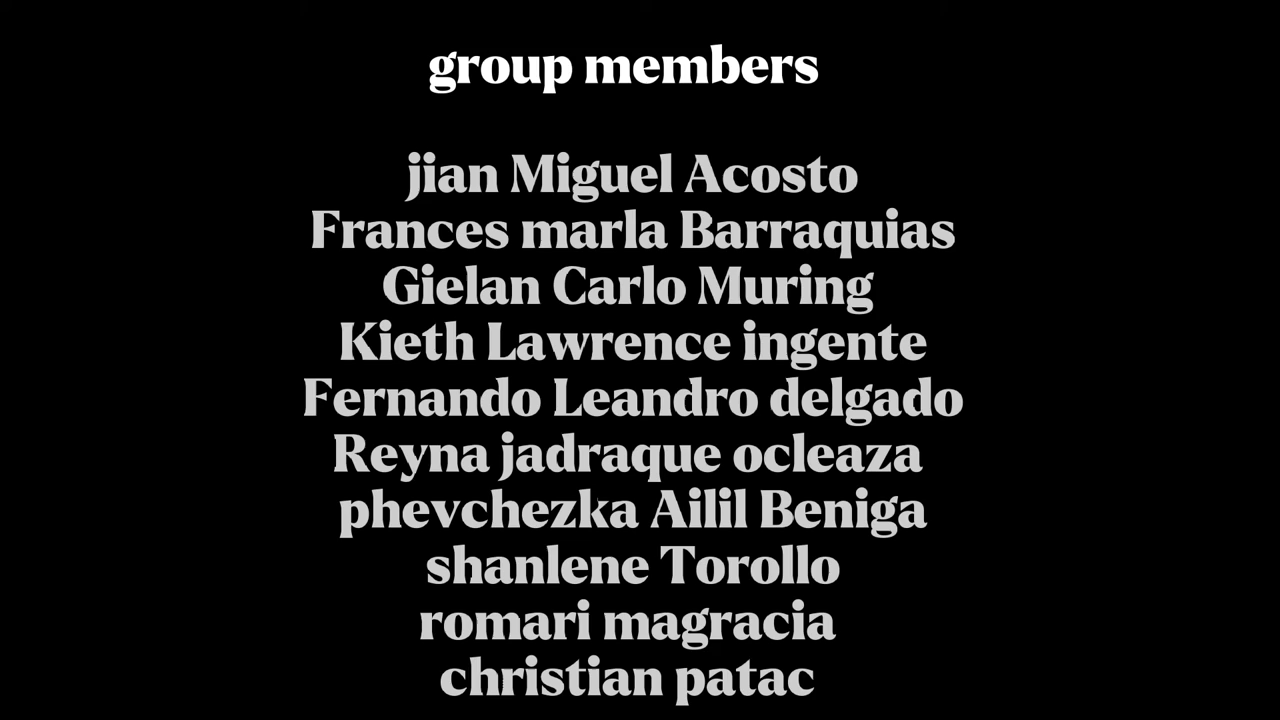 group members
jian Miguel Acosto
Frances marla Barraquias
Gielan Carlo Muring
Kieth Lawrence ingente
Fernando Leandro delgado
Reyna jadraque ocleaza
phevchezka Ailil Beniga
shanlene Torollo
romari magracia
christian patac